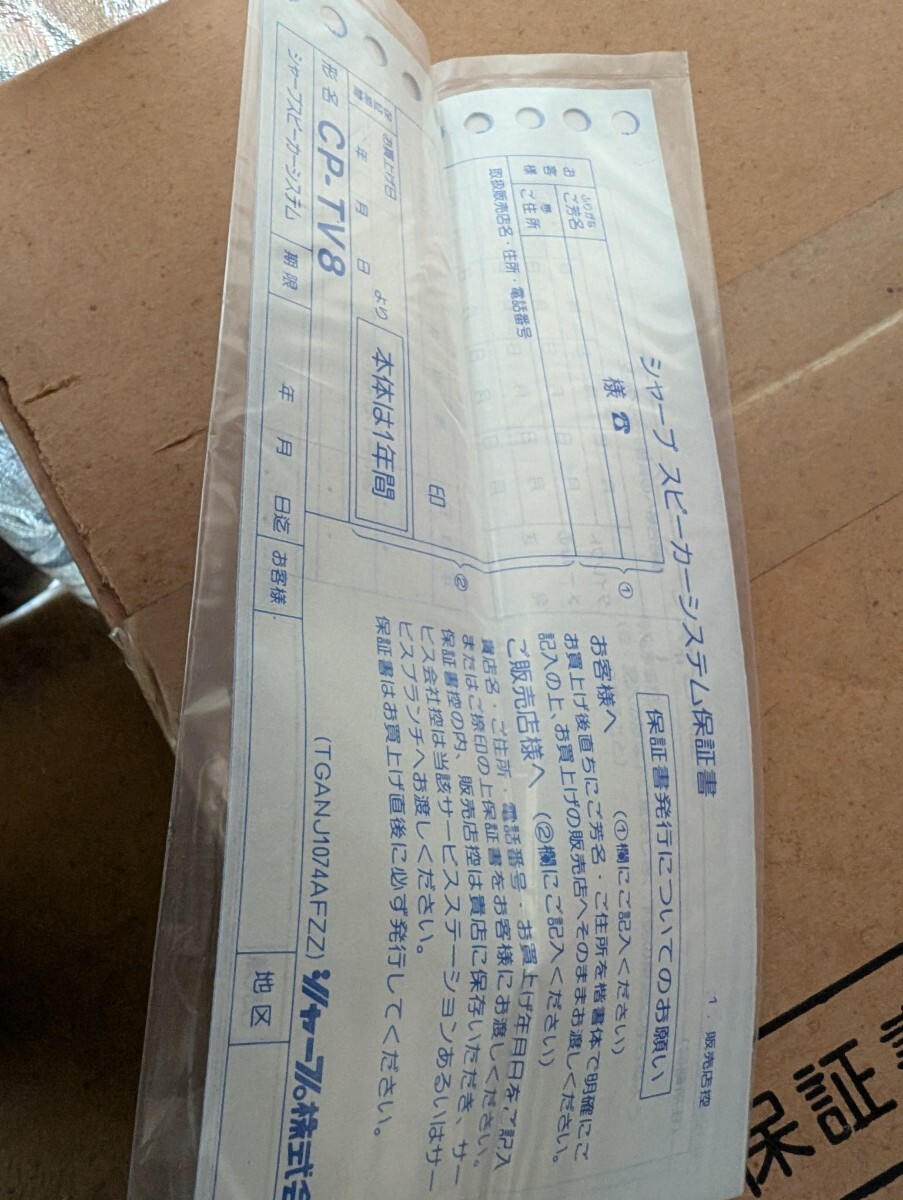 1. 販売店控
シャープ スピーカーシステム保証書
お客様
ふりがな
ご芳名
様 ☎
ご住所
取扱販売店名・住所・電話番号
印
お買上げ日
年 月 日 より
本体は1年間
形名 CP-TV8
シャープスピーカーシステム
期限
年 月 日迄
お客様
地区
①
②
保証書発行についてのお願い
お客様へ (①欄にご記入ください)
お買上げ後直ちにご芳名・ご住所を楷書体で明確にご
記入の上、お買上げの販売店へそのままお渡しください。
ご販売店様へ (②欄にご記入ください)
貴店名・ご住所・電話番号・お買上げ年月日をご記入
またはご捺印の上保証書をお客様にお渡しください。
保証書控の内、販売店控は貴店に保存いただき、サー
ビス会社控は当該サービスステーションあるいはサー
ビスブランチへお渡しください。
保証書はお買上げ直後に必ず発行してください。
(TGANJ1074AFZZ) シャープ株式会
保証